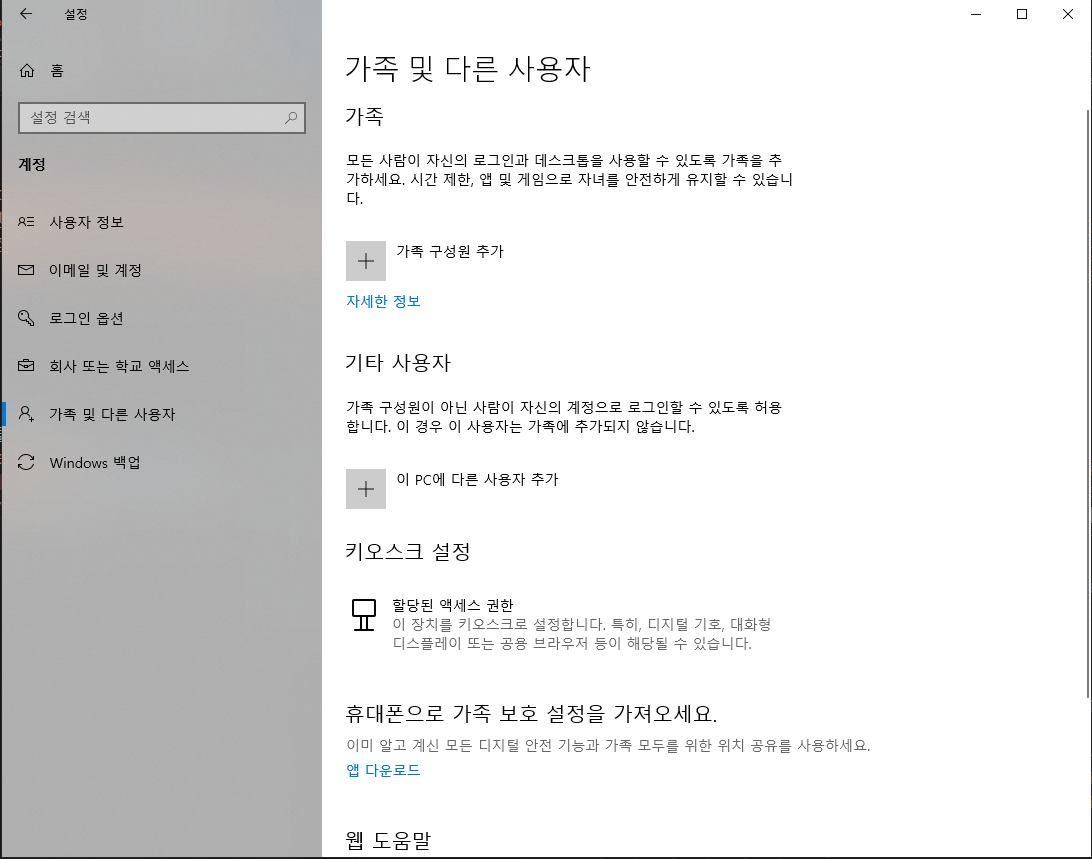 설정
홈
설정 검색
계정
사용자 정보
이메일 및 계정
로그인 옵션
회사 또는 학교 액세스
가족 및 다른 사용자
Windows 백업
가족 및 다른 사용자
가족
모든 사람이 자신의 로그인과 데스크톱을 사용할 수 있도록 가족을 추
가하세요. 시간 제한, 앱 및 게임으로 자녀를 안전하게 유지할 수 있습니
다.
가족 구성원 추가
자세한 정보
기타 사용자
가족 구성원이 아닌 사람이 자신의 계정으로 로그인할 수 있도록 허용
합니다. 이 경우 이 사용자는 가족에 추가되지 않습니다.
이 PC에 다른 사용자 추가
키오스크 설정
할당된 액세스 권한
이 장치를 키오스크로 설정합니다. 특히, 디지털 기호, 대화형
디스플레이 또는 공용 브라우저 등이 해당될 수 있습니다.
휴대폰으로 가족 보호 설정을 가져오세요.
이미 알고 계신 모든 디지털 안전 기능과 가족 모두를 위한 위치 공유를 사용하세요.
앱 다운로드
웹 도움말